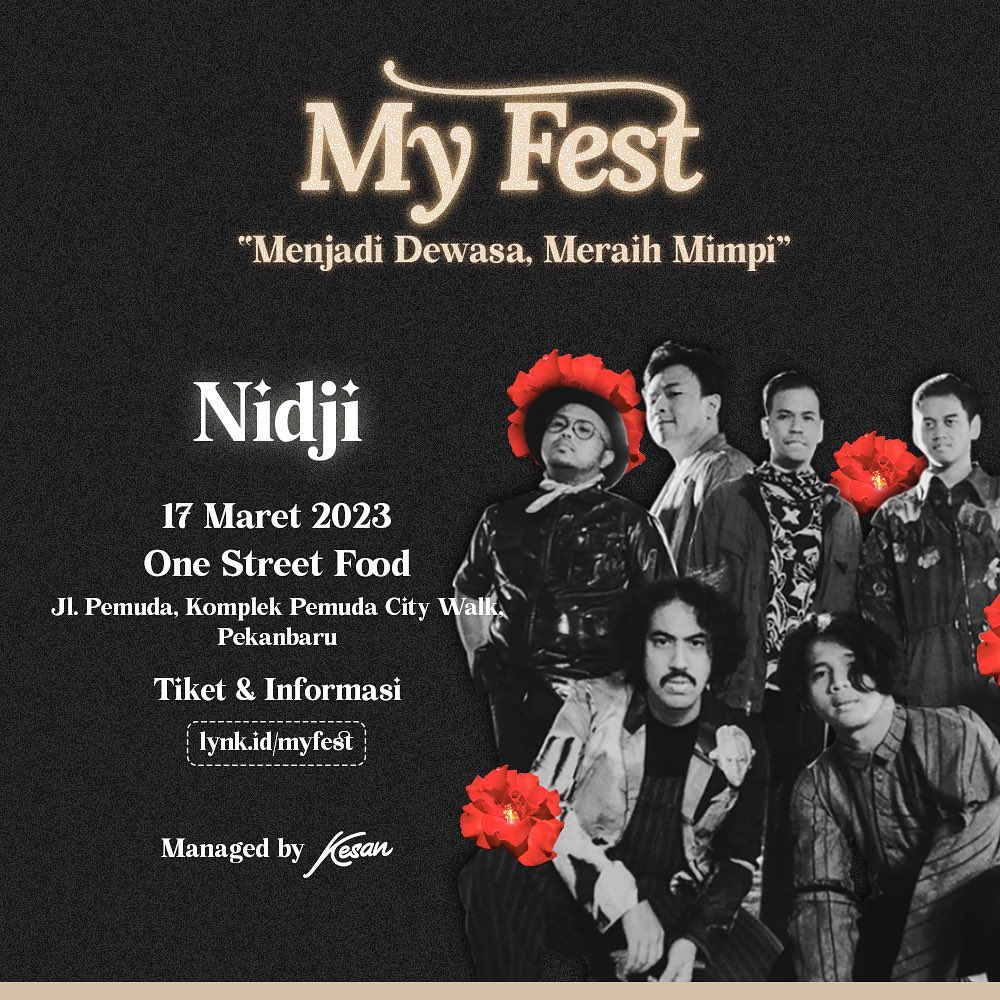 My Fest
“Menjadi Dewasa, Meraih Mimpi”
Nidji
17 Maret 2023
One Street Food
Jl. Pemuda, Komplek Pemuda City Walk,
Pekanbaru
Tiket & Informasi
lynk.id/myfest
Managed by Kesan